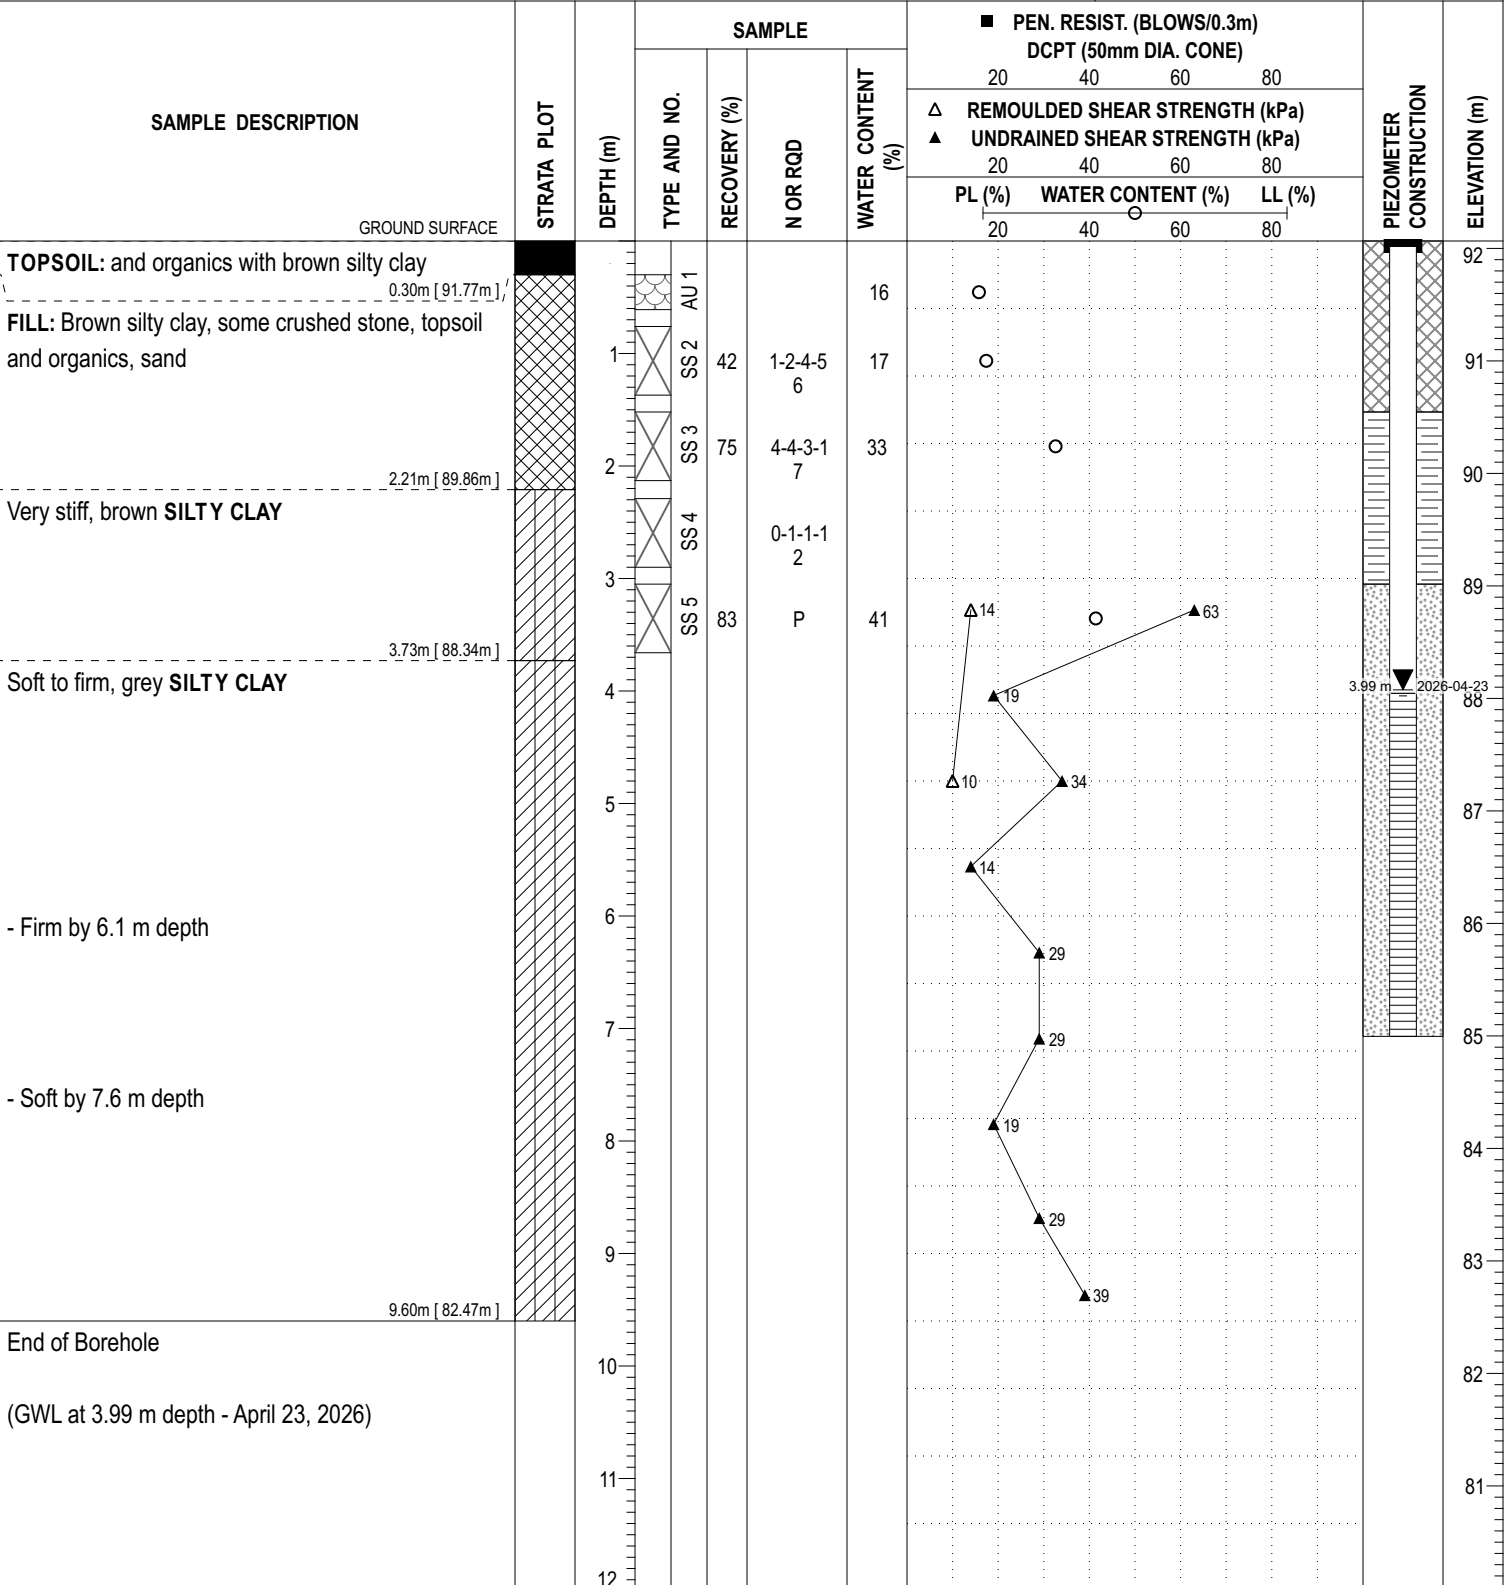 SAMPLE DESCRIPTION
GROUND SURFACE
STRATA PLOT
DEPTH (m)
SAMPLE
TYPE AND NO.
RECOVERY (%)
N OR RQD
WATER CONTENT
(%)
PEN. RESIST. (BLOWS/0.3m)
DCPT (50mm DIA. CONE)
20 40 60 80
REMOULDED SHEAR STRENGTH (kPa)
UNDRAINED SHEAR STRENGTH (kPa)
20 40 60 80
PL (%) WATER CONTENT (%) LL (%)
20 40 60 80
PIEZOMETER
CONSTRUCTION
ELEVATION (m)
TOPSOIL: and organics with brown silty clay
0.30m [ 91.77m ]
FILL: Brown silty clay, some crushed stone, topsoil
and organics, sand
2.21m [ 89.86m ]
Very stiff, brown SILTY CLAY
3.73m [ 88.34m ]
Soft to firm, grey SILTY CLAY
- Firm by 6.1 m depth
- Soft by 7.6 m depth
9.60m [ 82.47m ]
End of Borehole
(GWL at 3.99 m depth - April 23, 2026)
1
2
3
4
5
6
7
8
9
10
11
12
AU 1
16
SS 2
42
1-2-4-5
6
17
SS 3
75
4-4-3-1
7
33
SS 4
0-1-1-1
2
SS 5
83
P
41
14
63
19
10
34
14
29
29
19
29
39
3.99 m
2026-04-23
92
91
90
89
88
87
86
85
84
83
82
81